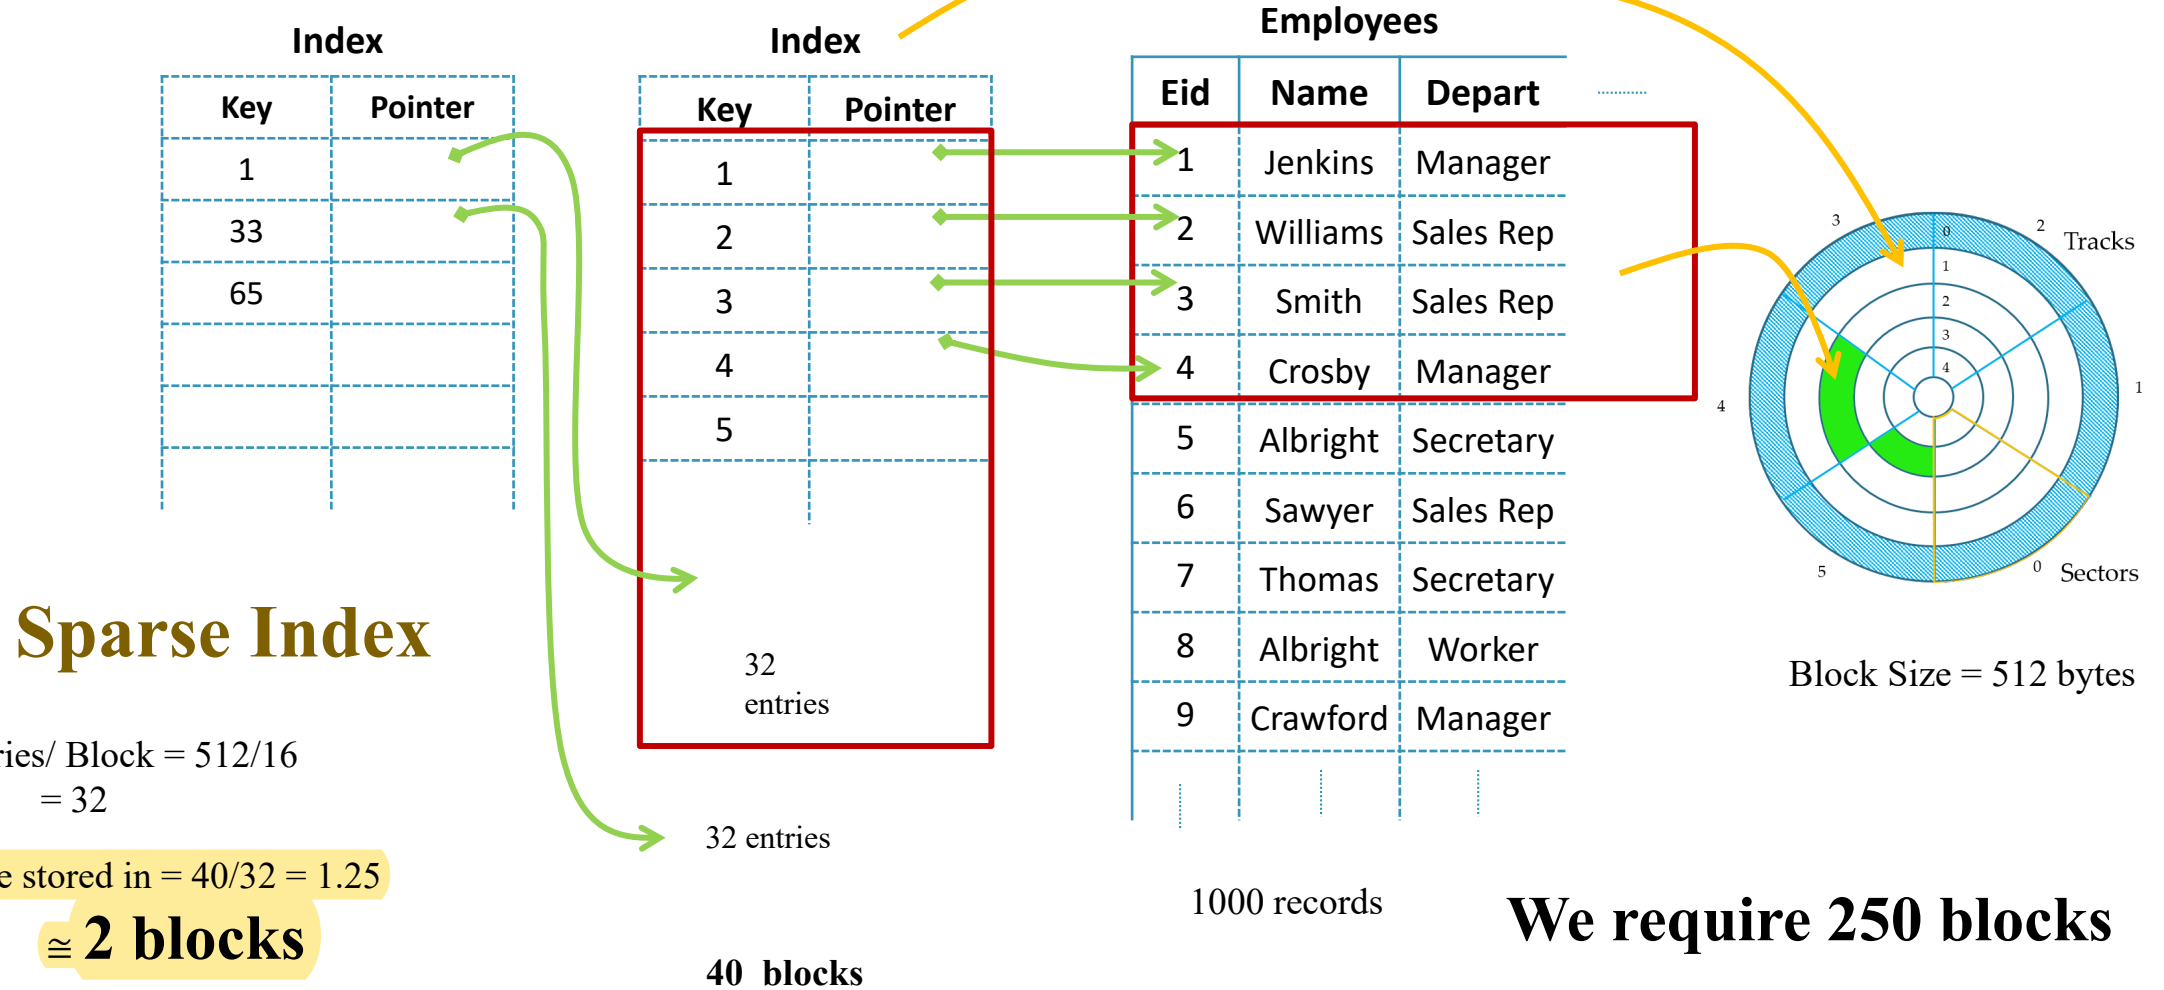 Index
Key Pointer
1
33
65
Sparse Index
ries/ Block = 512/16
= 32
e stored in = 40/32 = 1.25
≅ 2 blocks
Index
Key Pointer
1
2
3
4
5
32
entries
32 entries
40 blocks
Employees
Eid Name Depart
1 Jenkins Manager
2 Williams Sales Rep
3 Smith Sales Rep
4 Crosby Manager
5 Albright Secretary
6 Sawyer Sales Rep
7 Thomas Secretary
8 Albright Worker
9 Crawford Manager
1000 records
We require 250 blocks
3
2
Tracks
0
1
2
3
4
4
1
5
0
Sectors
Block Size = 512 bytes